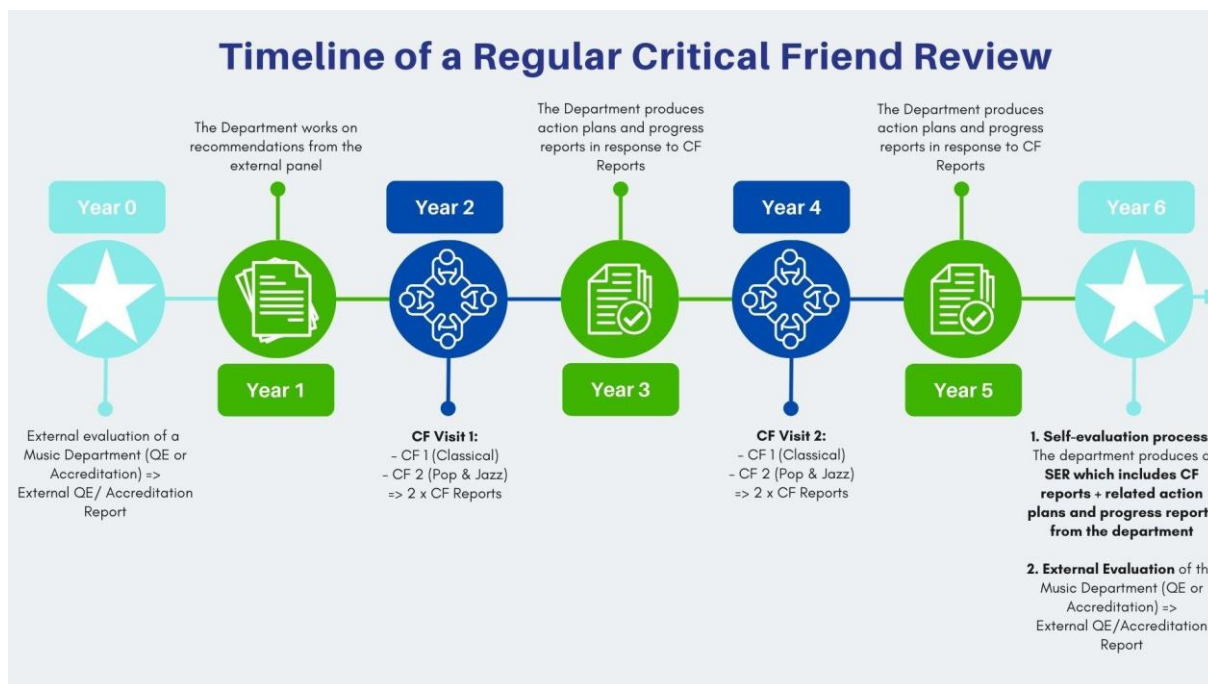 Timeline of a Regular Critical Friend Review
The Department works on
recommendations from the
external panel
The Department produces
action plans and progress
reports in response to CF
Reports
The Department produces
action plans and progress
reports in response to CF
Reports
Year 0
Year 2
Year 4
Year 6
Year 1
Year 3
Year 5
External evaluation of a
Music Department (QE or
Accreditation) =>
External QE/ Accreditation
Report
CF Visit 1:
- CF 1 (Classical)
- CF 2 (Pop & Jazz)
=> 2 x CF Reports
CF Visit 2:
- CF 1 (Classical)
- CF 2 (Pop & Jazz)
=> 2 x CF Reports
1. Self-evaluation process
The department produces a
SER which includes CF
reports + related action
plans and progress report
from the department
2. External Evaluation of th
Music Department (QE or
Accreditation) =>
External QE/Accreditation
Report